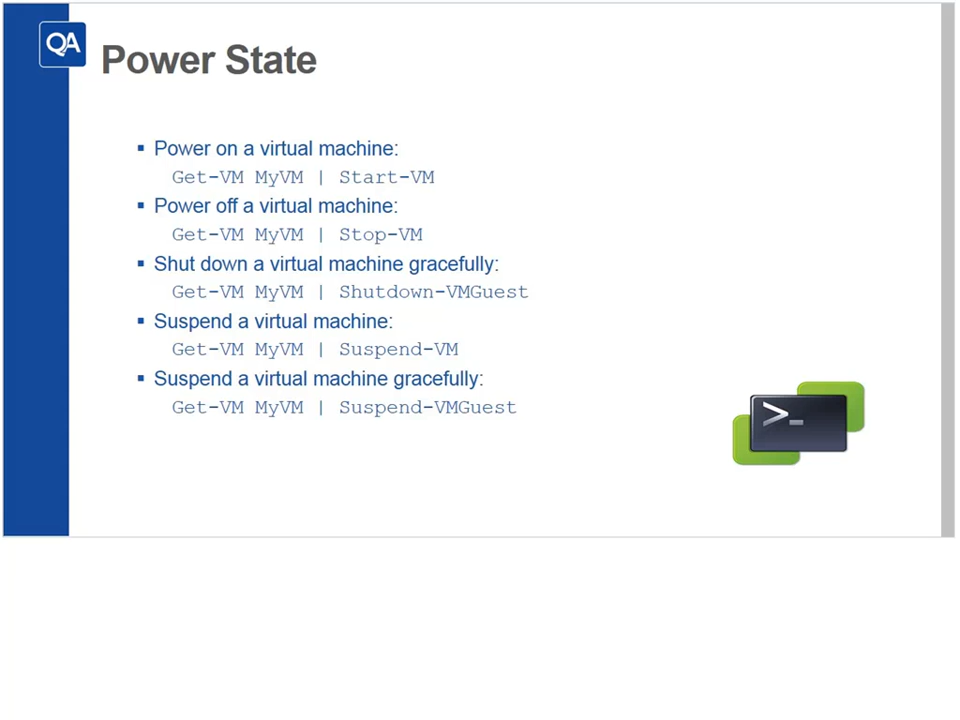 QA
Power State
▪ Power on a virtual machine:
Get-VM MyVM | Start-VM
▪ Power off a virtual machine:
Get-VM MyVM | Stop-VM
▪ Shut down a virtual machine gracefully:
Get-VM MyVM | Shutdown-VMGuest
▪ Suspend a virtual machine:
Get-VM MyVM | Suspend-VM
▪ Suspend a virtual machine gracefully:
Get-VM MyVM | Suspend-VMGuest
>_